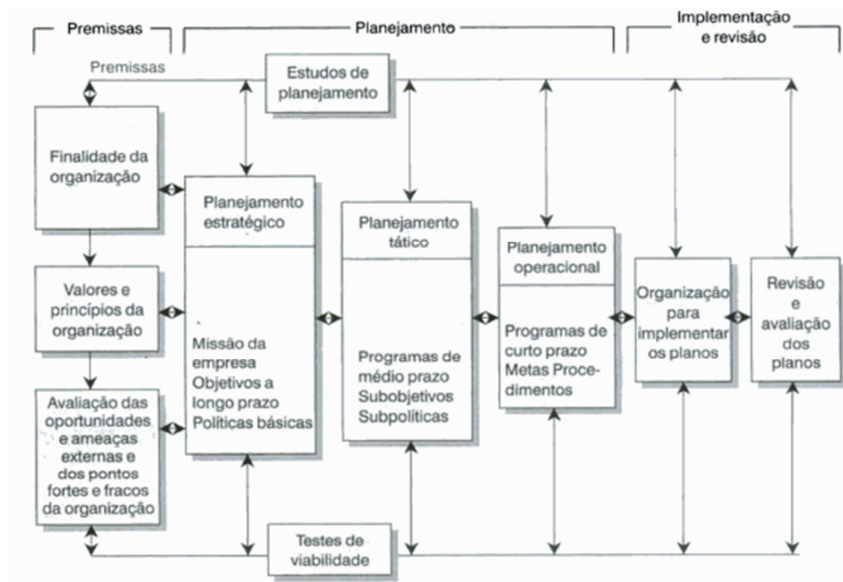 Premissas
Planejamento
Implementação
e revisão
Premissas
Estudos de
planejamento
Finalidade da
organização
Valores e
princípios da
organização
Avaliação das
oportunidades
e ameaças
externas e
dos pontos
fortes e fracos
da organização
Planejamento
estratégico
Missão da
empresa
Objetivos a
longo prazo
Políticas básicas
Planejamento
tático
Programas de
médio prazo
Subobjetivos
Subpolíticas
Planejamento
operacional
Programas de
curto prazo
Metas Proce-
dimentos
Organização
para
implementar
os planos
Revisão
e
avaliação
dos
planos
Testes de
viabilidade